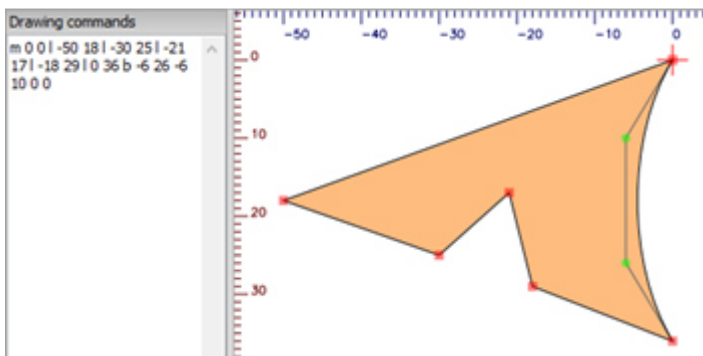 Drawing commands
m 0 0 l -50 18 l -30 25 l -21
17 l -18 29 l 0 36 b -6 26 -6
10 0 0
-50 -40 -30 -20 -10 0
0
10
20
30